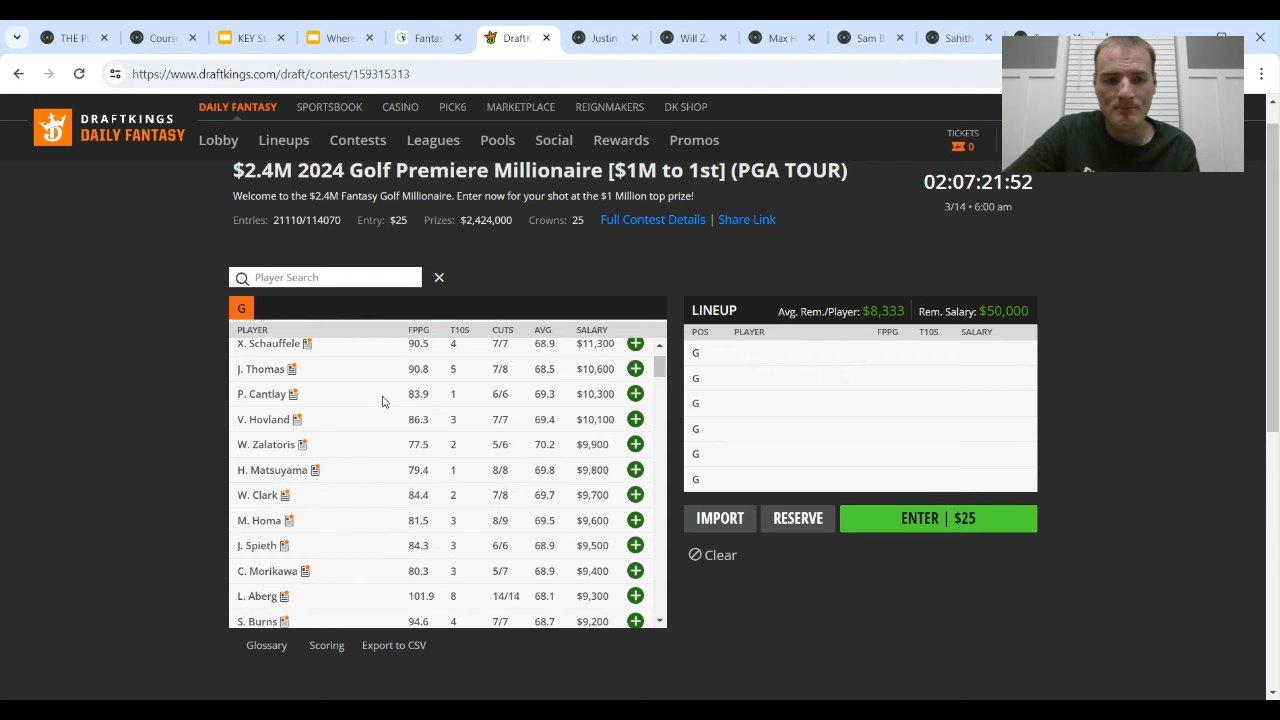 THE PL
Cours
KEY SU
Where
Fantas
DraftK
Justin
Will Za
Max H
Sam B
Sahith
https://www.draftkings.com/draft/contest/159315313
DRAFTKINGS
DAILY FANTASY
DAILY FANTASY SPORTSBOOK CASINO PICK6 MARKETPLACE REIGNMAKERS DK SHOP
Lobby Lineups Contests Leagues Pools Social Rewards Promos
TICKETS
0
$2.4M 2024 Golf Premiere Millionaire [$1M to 1st] (PGA TOUR)
Welcome to the $2.4M Fantasy Golf Millionaire. Enter now for your shot at the $1 Million top prize!
Entries: 21110/114070 Entry: $25 Prizes: $2,424,000 Crowns: 25 Full Contest Details | Share Link
02:07:21:52
3/14 • 6:00 am
Player Search
G
PLAYER FPPG T10S CUTS AVG SALARY
X. Schauffele 90.5 4 7/7 68.9 $11,300
J. Thomas 90.8 5 7/8 68.5 $10,600
P. Cantlay 83.9 1 6/6 69.3 $10,300
V. Hovland 86.3 3 7/7 69.4 $10,100
W. Zalatoris 77.5 2 5/6 70.2 $9,900
H. Matsuyama 79.4 1 8/8 69.8 $9,800
W. Clark 84.4 2 7/8 69.7 $9,700
M. Homa 81.5 3 8/9 69.5 $9,600
J. Spieth 84.3 3 6/6 68.9 $9,500
C. Morikawa 80.3 3 5/7 68.9 $9,400
L. Aberg 101.9 8 14/14 68.1 $9,300
S. Burns 94.6 4 7/7 68.7 $9,200
Glossary Scoring Export to CSV
LINEUP Avg. Rem./Player: $8,333 Rem. Salary: $50,000
POS PLAYER FPPG T10S SALARY
G
G
G
G
G
G
IMPORT RESERVE ENTER | $25
Clear